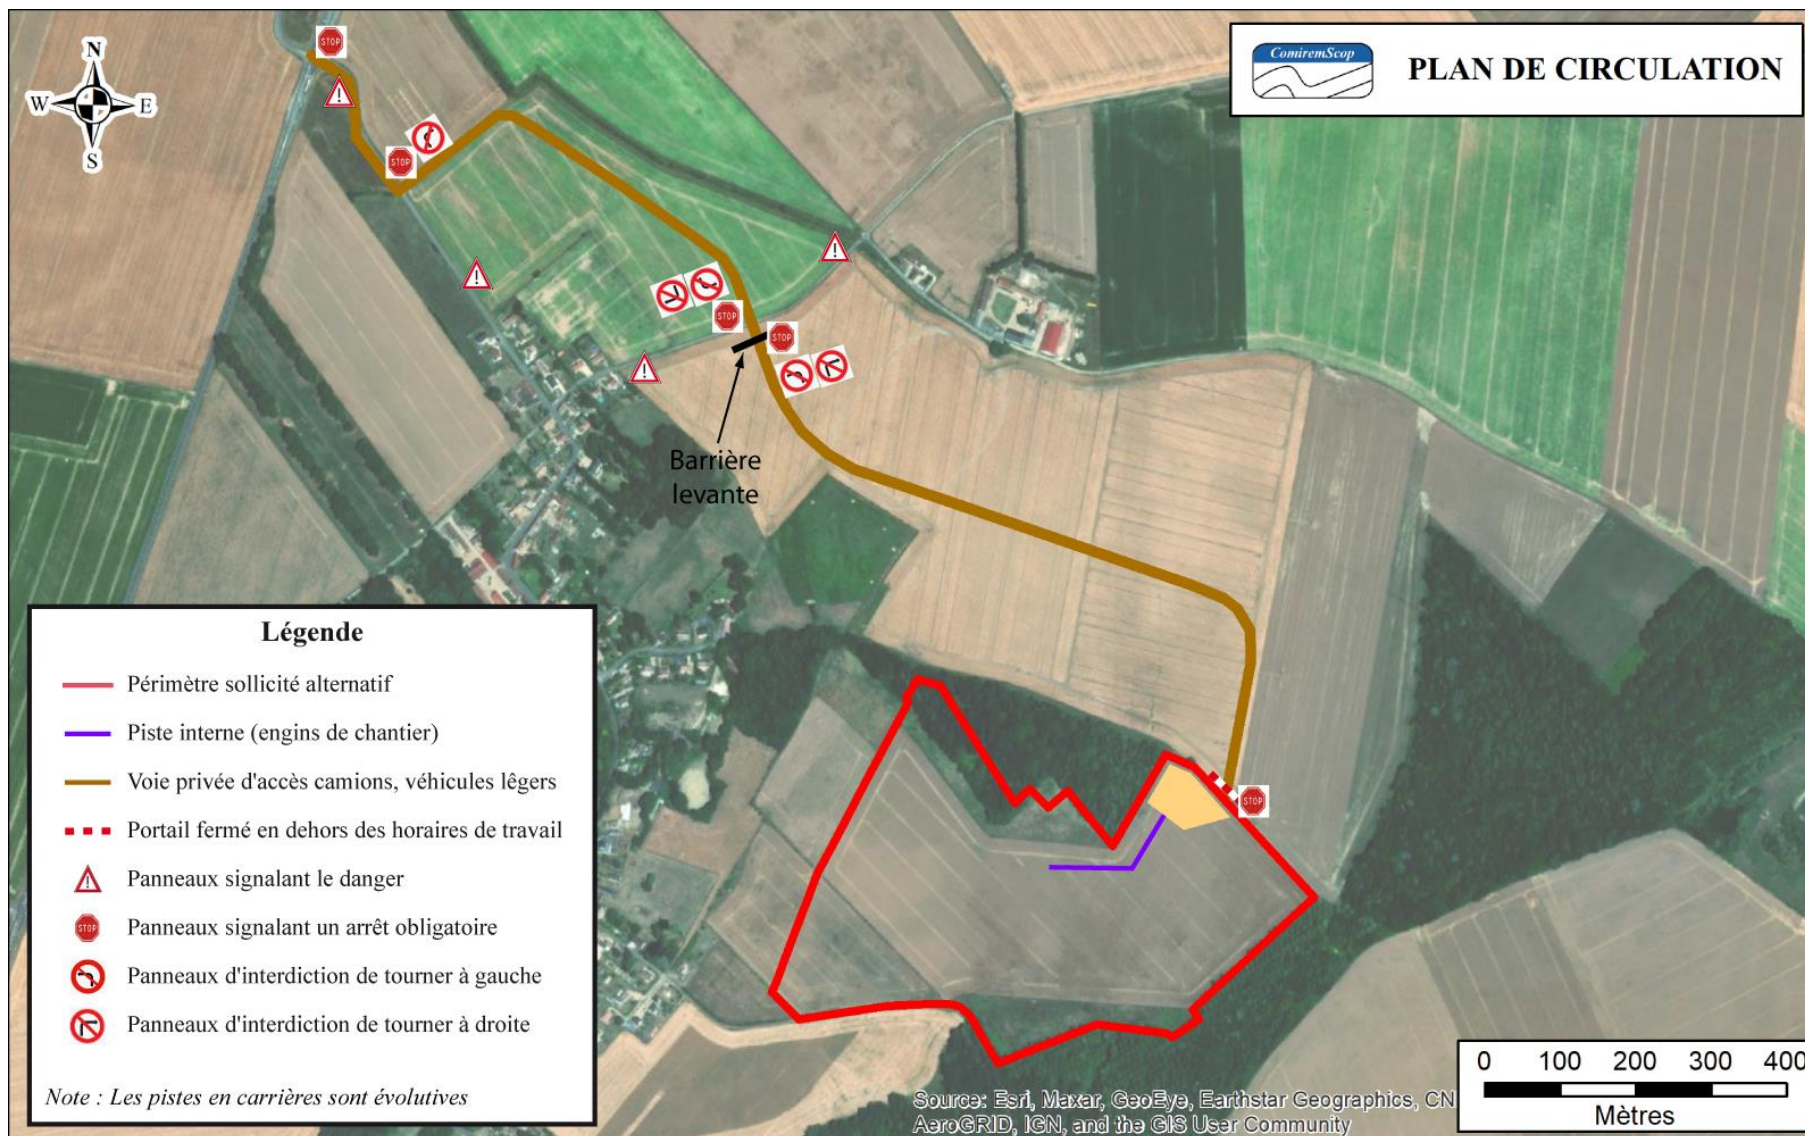 N
W
E
S
STOP
STOP
STOP
STOP
STOP
ComiremScop
PLAN DE CIRCULATION
Barrière
levante
Légende
Périmètre sollicité alternatif
Piste interne (engins de chantier)
Voie privée d'accès camions, véhicules lêgers
Portail fermé en dehors des horaires de travail
Panneaux signalant le danger
STOP
Panneaux signalant un arrêt obligatoire
Panneaux d'interdiction de tourner à gauche
Panneaux d'interdiction de tourner à droite
Note : Les pistes en carrières sont évolutives
0 100 200 300 400
Mètres
Source: Esri, Maxar, GeoEye, Earthstar Geographics, CN
AeroGRID, IGN, and the GIS User Community